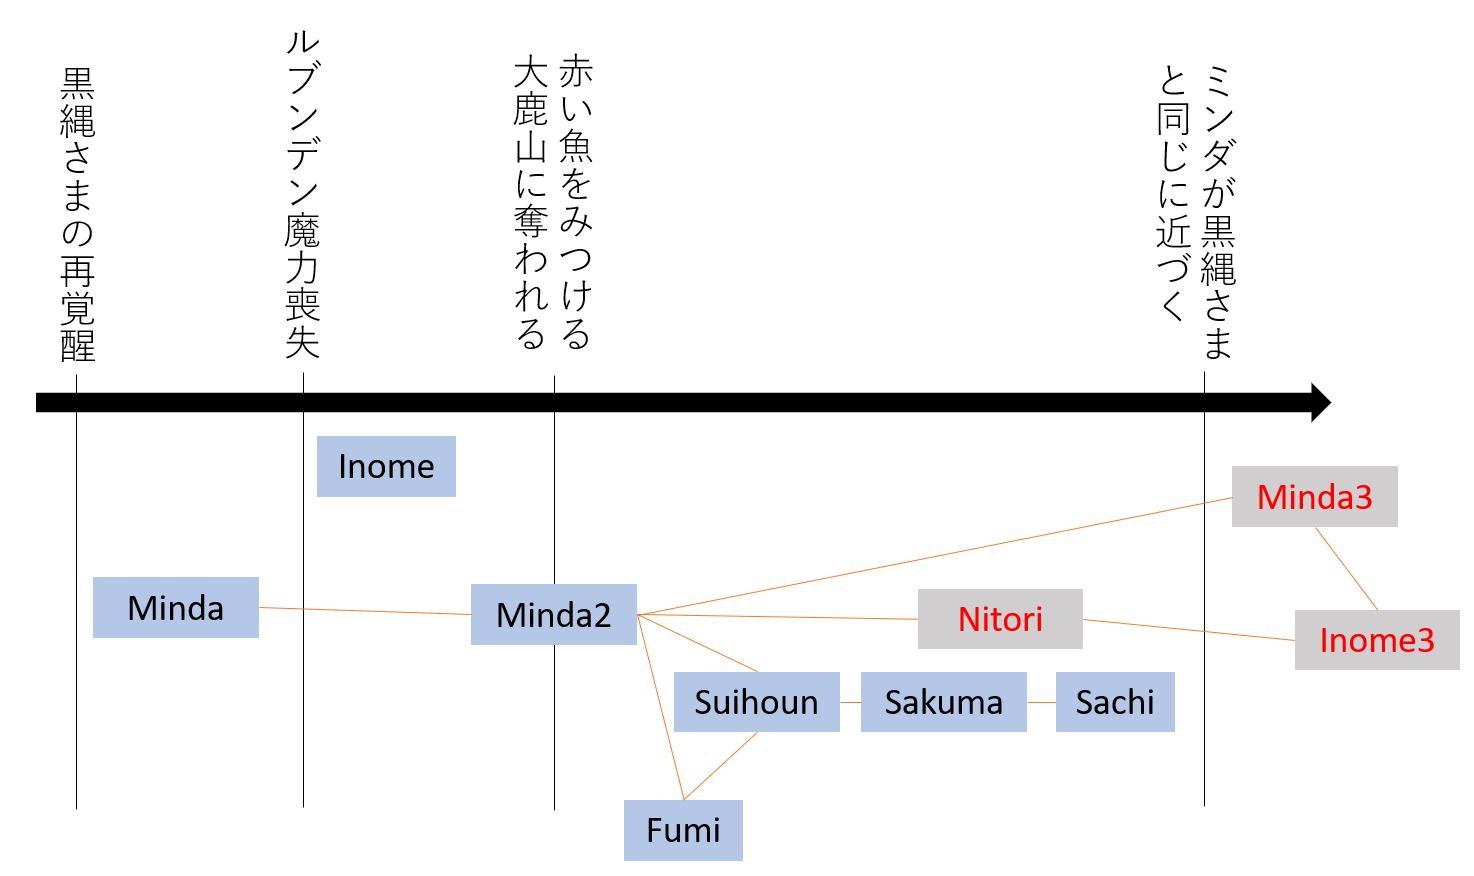 黒縄さまの再覚醒
ルブンデン魔力喪失
赤い魚をみつける
大鹿山に奪われる
ミンダが黒縄さま
と同じに近づく
Inome
Minda3
Minda
Minda2
Nitori
Inome3
Suihoun
Sakuma
Sachi
Fumi